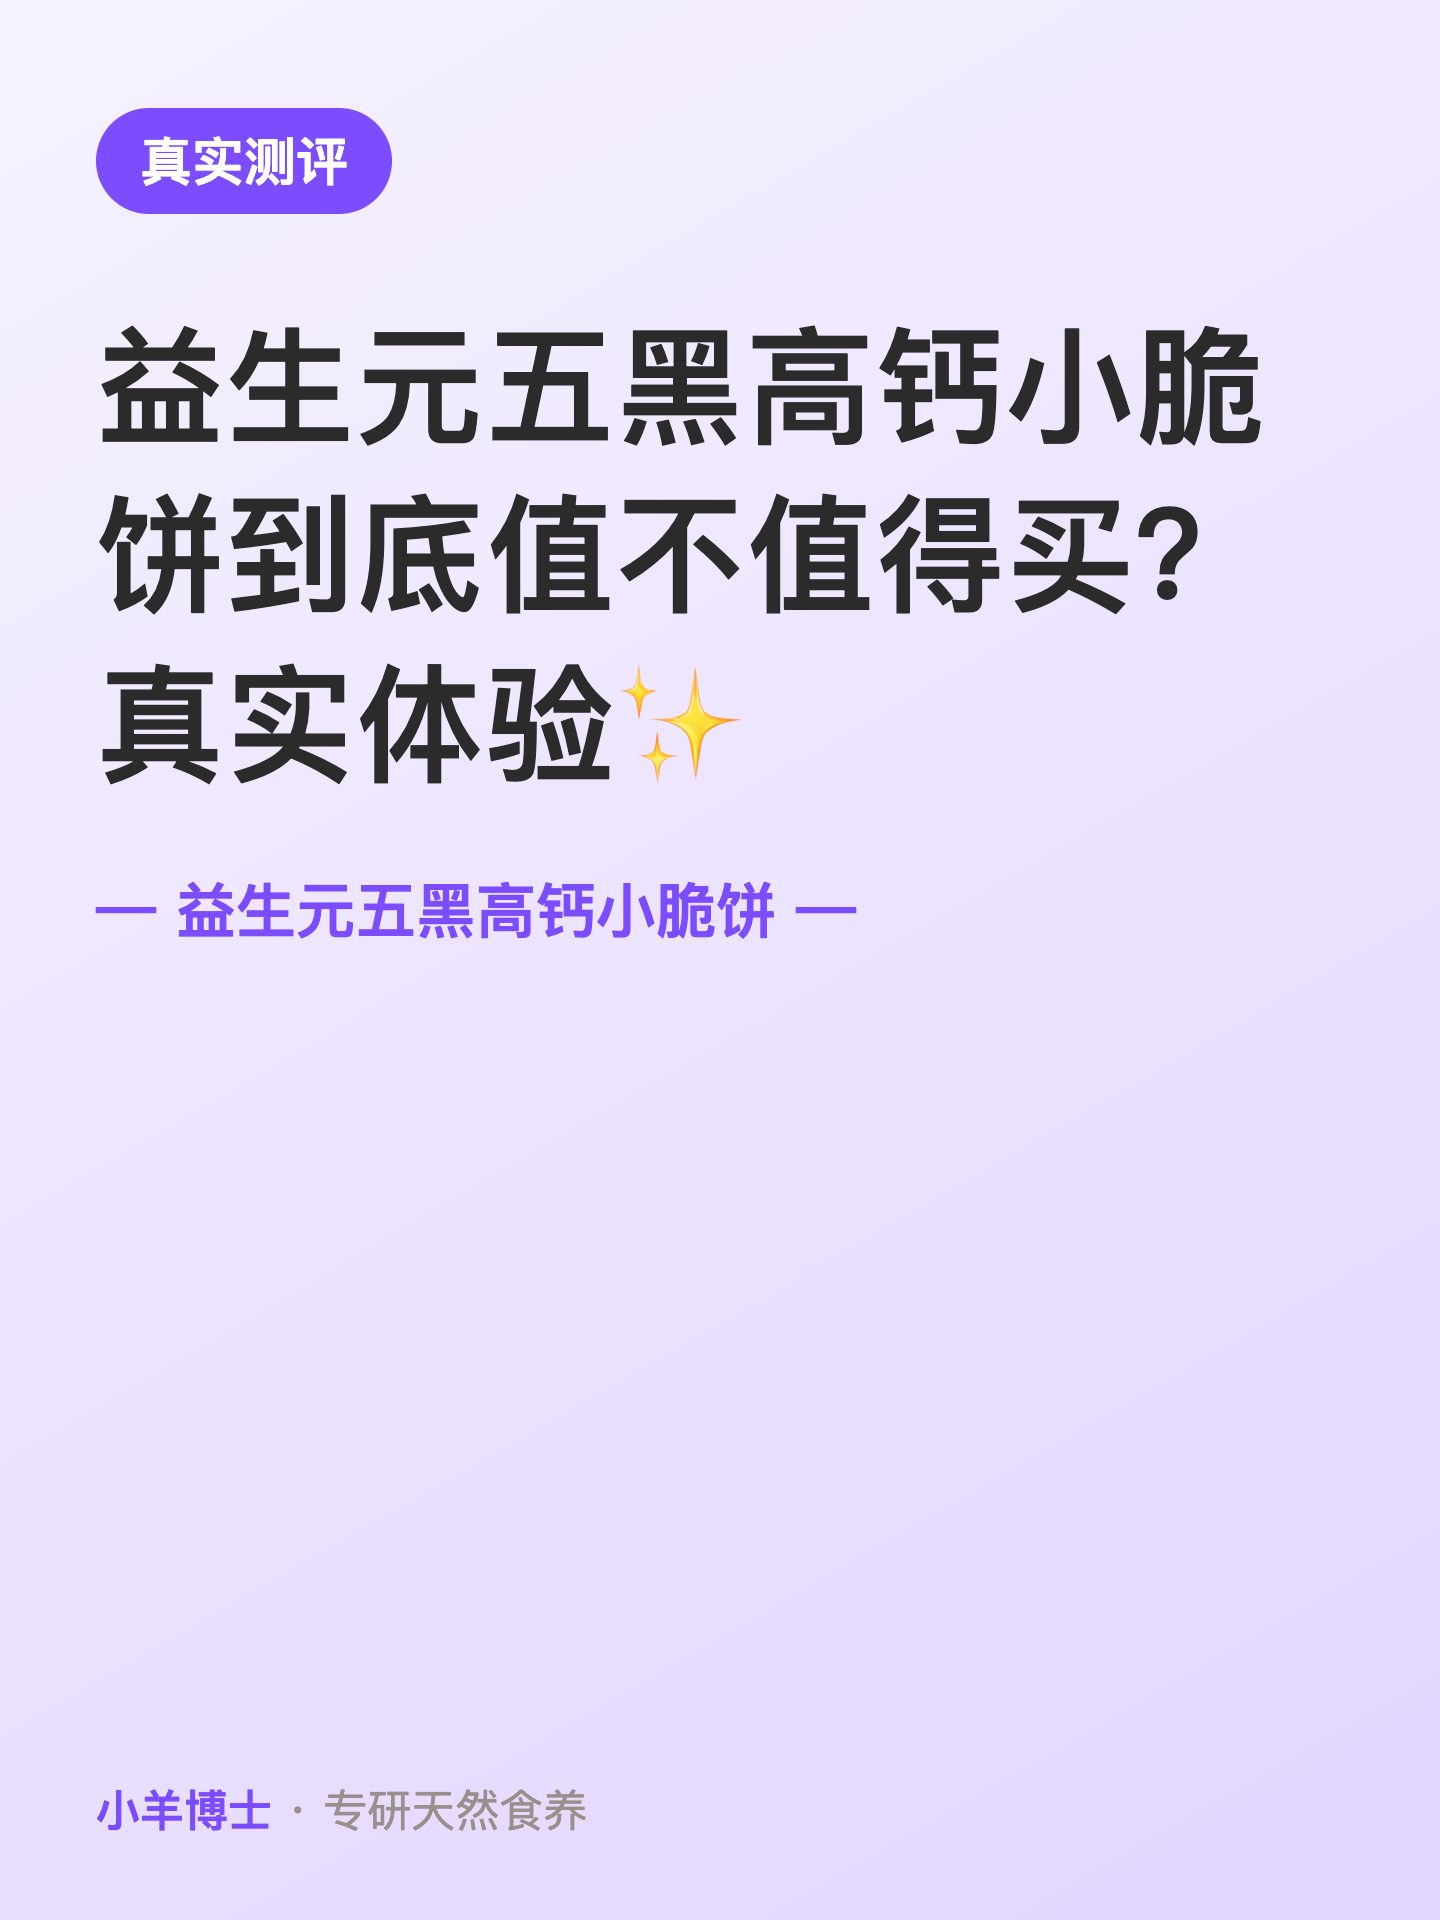 真实测评
益生元五黑高钙小脆
饼到底值不值得买?
真实体验✨
— 益生元五黑高钙小脆饼 —
小羊博士 · 专研天然食养